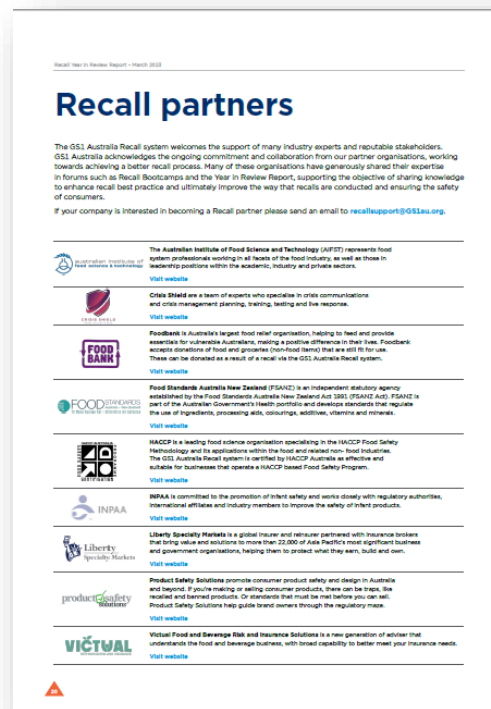 Recall Year in Review Report – March 2023
Recall partners
The GS1 Australia Recall system welcomes the support of many industry experts and reputable stakeholders.
GS1 Australia acknowledges the ongoing commitment and collaboration from our partner organisations, working
towards achieving a better recall process. Many of these organisations have generously shared their expertise
in forums such as Recall Bootcamps and the Year in Review Report, supporting the objective of sharing knowledge
to enhance recall best practice and ultimately improve the way that recalls are conducted and ensuring the safety
of consumers.
If your company is interested in becoming a Recall partner please send an email to recallsupport@GS1au.org.
australian institute of
food science & technology
The Australian Institute of Food Science and Technology (AIFST) represents food
system professionals working in all facets of the food industry, as well as those in
leadership positions within the academic, industry and private sectors.
Visit website
CRISIS SHIELD
Crisis Shield are a team of experts who specialise in crisis communications
and crisis management planning, training, testing and live response.
Visit website
FOOD
BANK
Foodbank is Australia's largest food relief organisation, helping to feed and provide
essentials for vulnerable Australians, making a positive difference in their lives. Foodbank
accepts donations of food and groceries (non-food items) that are still fit for use.
These can be donated as a result of a recall via the GS1 Australia Recall system.
Visit website
FOOD STANDARDS
Food Standards Australia New Zealand (FSANZ) is an independent statutory agency
established by the Food Standards Australia New Zealand Act 1991 (FSANZ Act). FSANZ is
part of the Australian Government's Health portfolio and develops standards that regulate
the use of ingredients, processing aids, colourings, additives, vitamins and minerals.
Visit website
HACCP is a leading food science organisation specialising in the HACCP Food Safety
Methodology and its applications within the food and related non- food industries.
The GS1 Australia Recall system is certified by HACCP Australia as effective and
suitable for businesses that operate a HACCP based Food Safety Program.
Visit website
INPAA
INPAA is committed to the promotion of infant safety and works closely with regulatory authorities,
international affiliates and industry members to improve the safety of infant products.
Visit website
Liberty
Specialty Markets
Liberty Specialty Markets is a global insurer and reinsurer partnered with insurance brokers
that bring value and solutions to more than 22,000 of Asia Pacific's most significant business
and government organisations, helping them to protect what they earn, build and own.
Visit website
product safety
solutions
Product Safety Solutions promote consumer product safety and design in Australia
and beyond. If you're making or selling consumer products, there can be traps, like
recalled and banned products. Or standards that must be met before you can sell.
Product Safety Solutions help guide brand owners through the regulatory maze.
Visit website
VICTUAL
Victual Food and Beverage Risk and Insurance Solutions is a new generation of adviser that
understands the food and beverage business, with broad capability to better meet your insurance needs.
Visit website